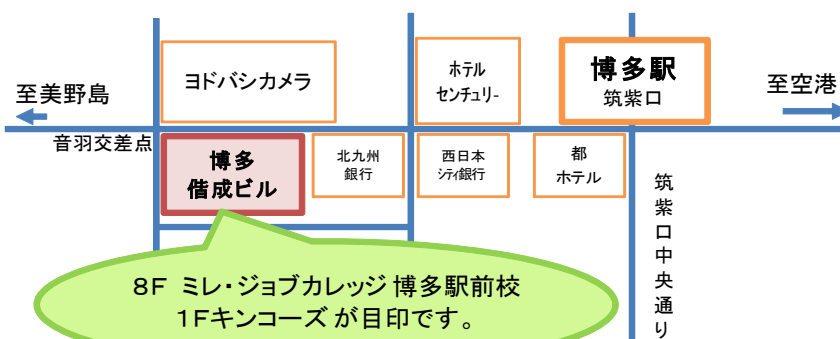 ヨドバシカメラ
ホテル
センチュリ-
博多駅
筑紫口
至美野島
至空港
音羽交差点
博多
偕成ビル
北九州
銀行
西日本
シティ銀行
都
ホテル
筑紫口中央通り
8F ミレ・ジョブカレッジ 博多駅前校
1Fキンコーズ が目印です。